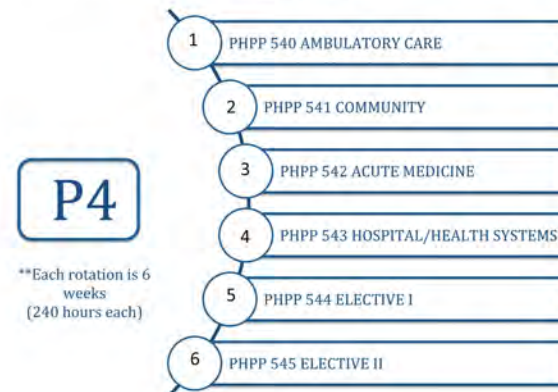 1 PHPP 540 AMBULATORY CARE
2 PHPP 541 COMMUNITY
3 PHPP 542 ACUTE MEDICINE
4 PHPP 543 HOSPITAL/HEALTH SYSTEMS
5 PHPP 544 ELECTIVE I
6 PHPP 545 ELECTIVE II
P4
**Each rotation is 6
weeks
(240 hours each)